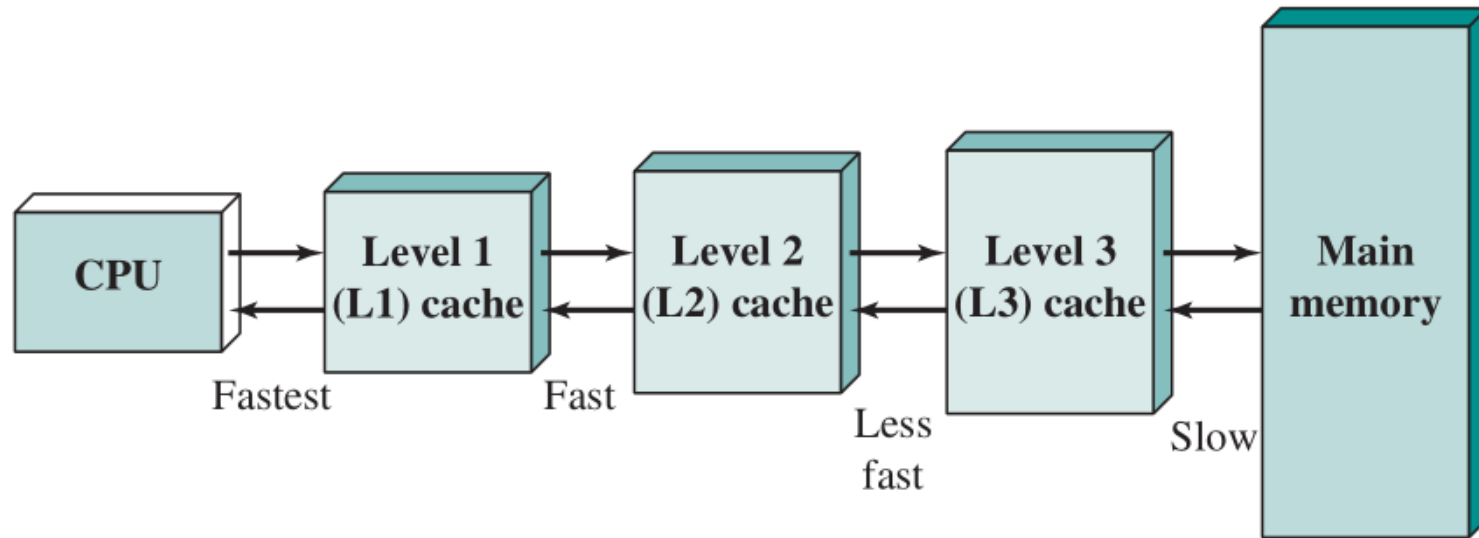 CPU
Level 1
(L1) cache
Level 2
(L2) cache
Level 3
(L3) cache
Main
memory
Fastest
Fast
Less
fast
Slow